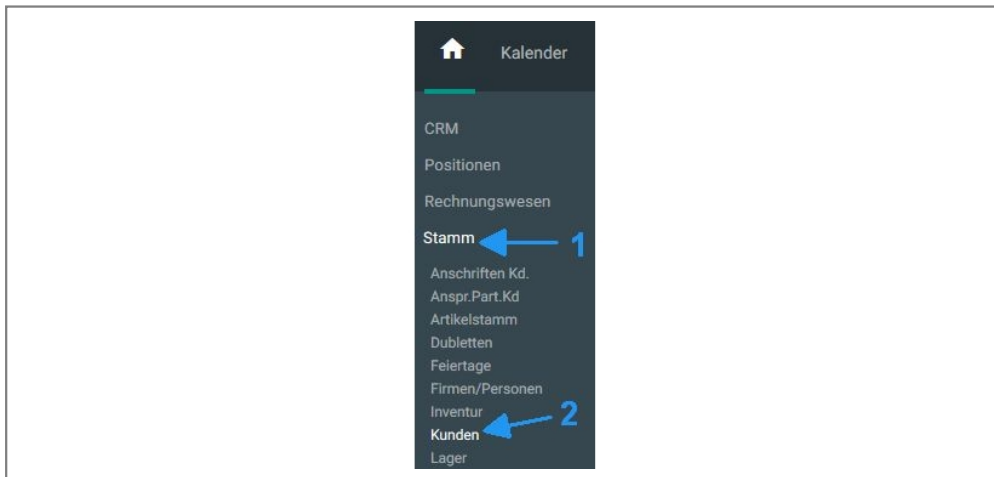 Kalender
CRM
Positionen
Rechnungswesen
Stamm 1
Anschriften Kd.
Anspr.Part.Kd
Artikelstamm
Dubletten
Feiertage
Firmen/Personen
Inventur 2
Kunden
Lager